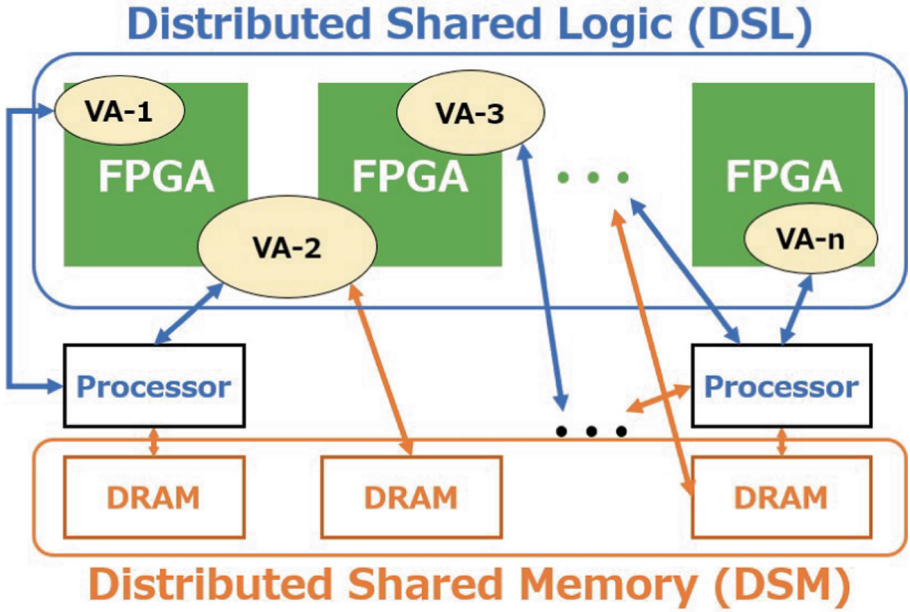 Distributed Shared Logic (DSL)
VA-1
VA-3
FPGA
FPGA
FPGA
VA-2
VA-n
Processor
Processor
DRAM
DRAM
DRAM
Distributed Shared Memory (DSM)